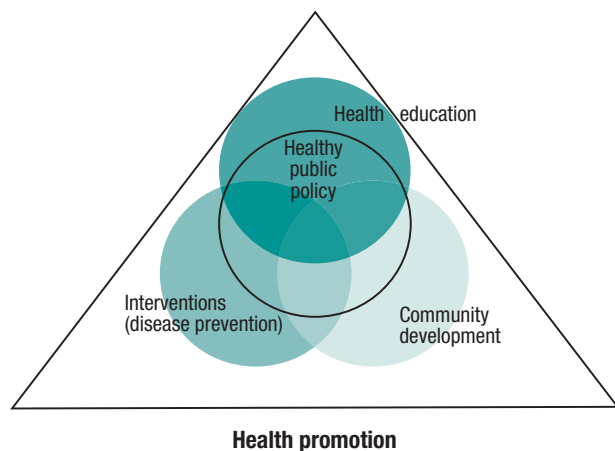 Health education
Healthy
public
policy
Interventions
(disease prevention)
Community
development
Health promotion